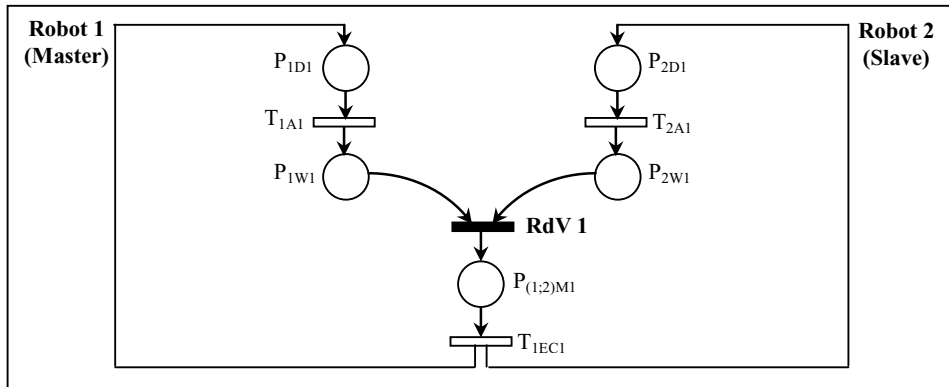 Robot 1
(Master)
Robot 2
(Slave)
P1D1
P2D1
T1A1
T2A1
P1W1
P2W1
RdV 1
P(1;2)M1
T1EC1